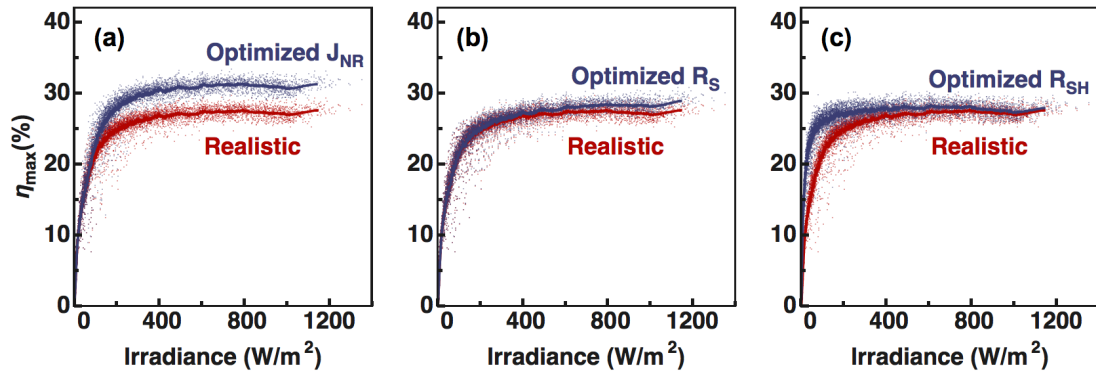 40
30
20
10
0
η_max(%)
(a)
Optimized J_NR
Realistic
0 400 800 1200
Irradiance (W/m²)
40
30
20
10
0
(b)
Optimized R_S
Realistic
0 400 800 1200
Irradiance (W/m²)
40
30
20
10
0
(c)
Optimized R_SH
Realistic
0 400 800 1200
Irradiance (W/m²)